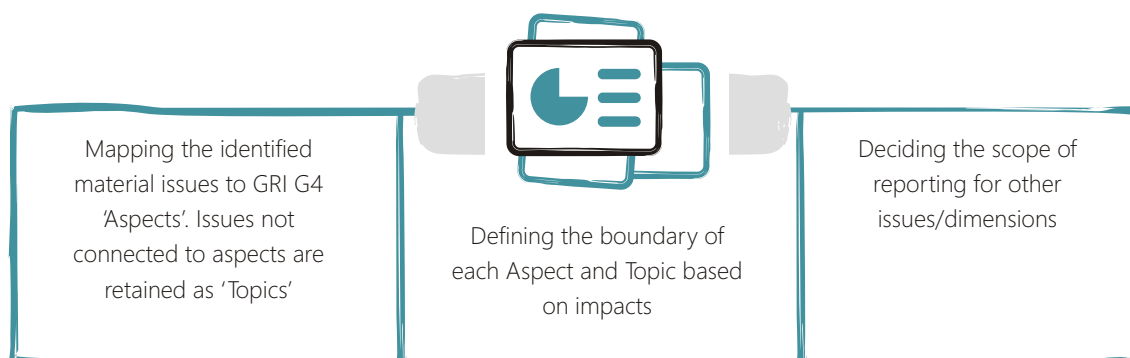 Mapping the identified
material issues to GRI G4
‘Aspects’. Issues not
connected to aspects are
retained as ‘Topics’
Defining the boundary of
each Aspect and Topic based
on impacts
Deciding the scope of
reporting for other
issues/dimensions